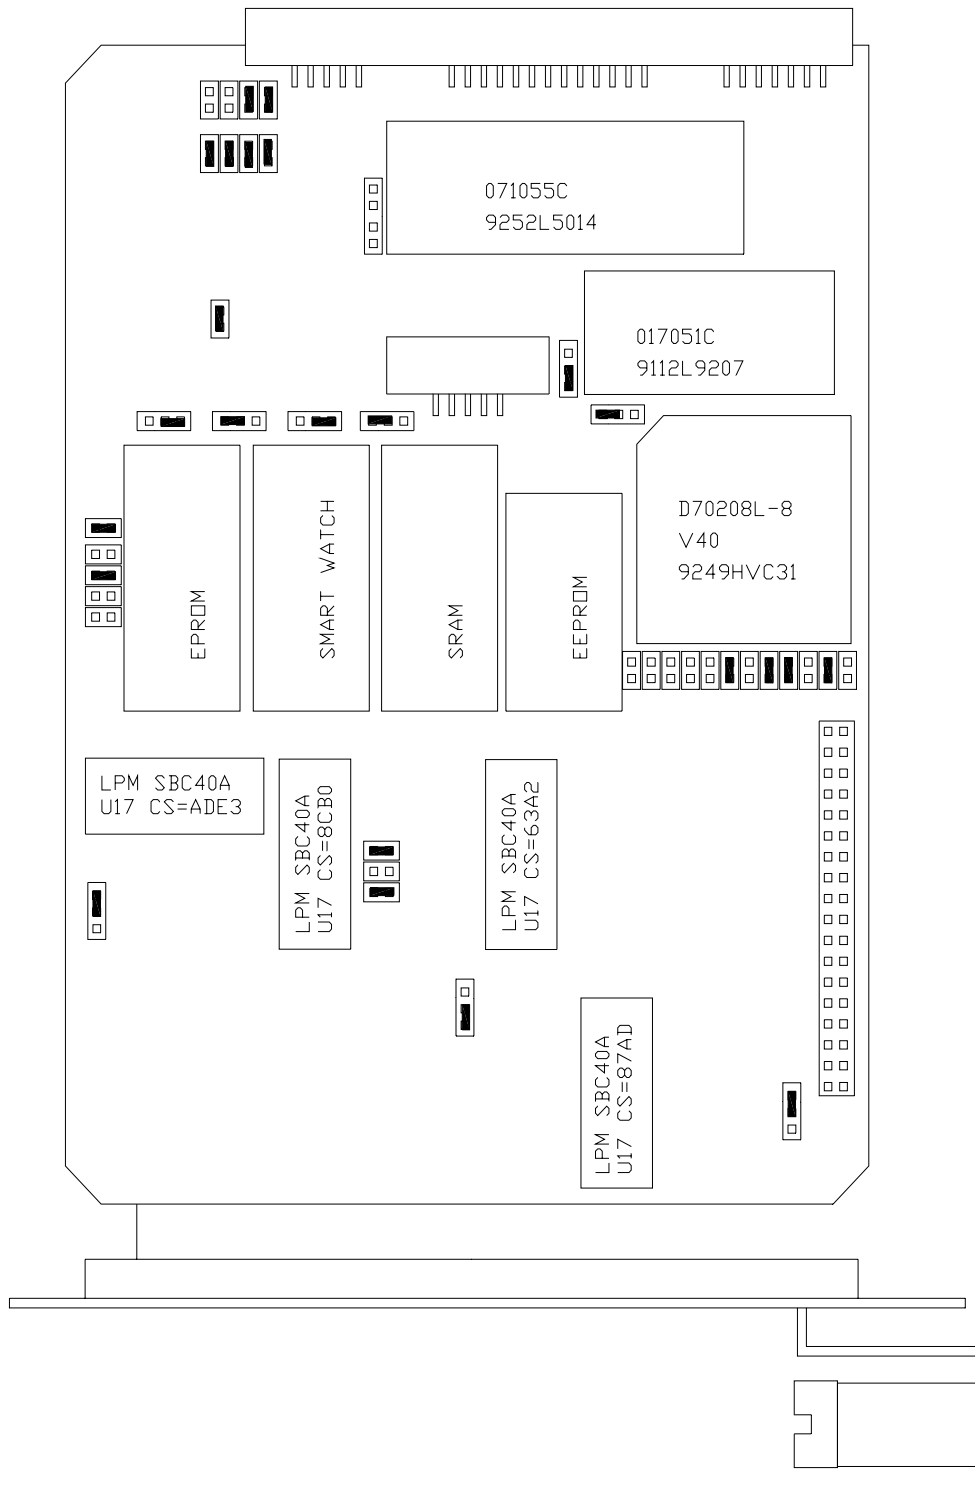 071055C
9252L5014
017051C
9112L9207
D70208L-8
V40
9249HVC31
EPROM
SMART WATCH
SRAM
EEPROM
LPM SBC40A
U17 CS=ADE3
LPM SBC40A
U17 CS=8CB0
LPM SBC40A
U17 CS=63A2
LPM SBC40A
U17 CS=87AD